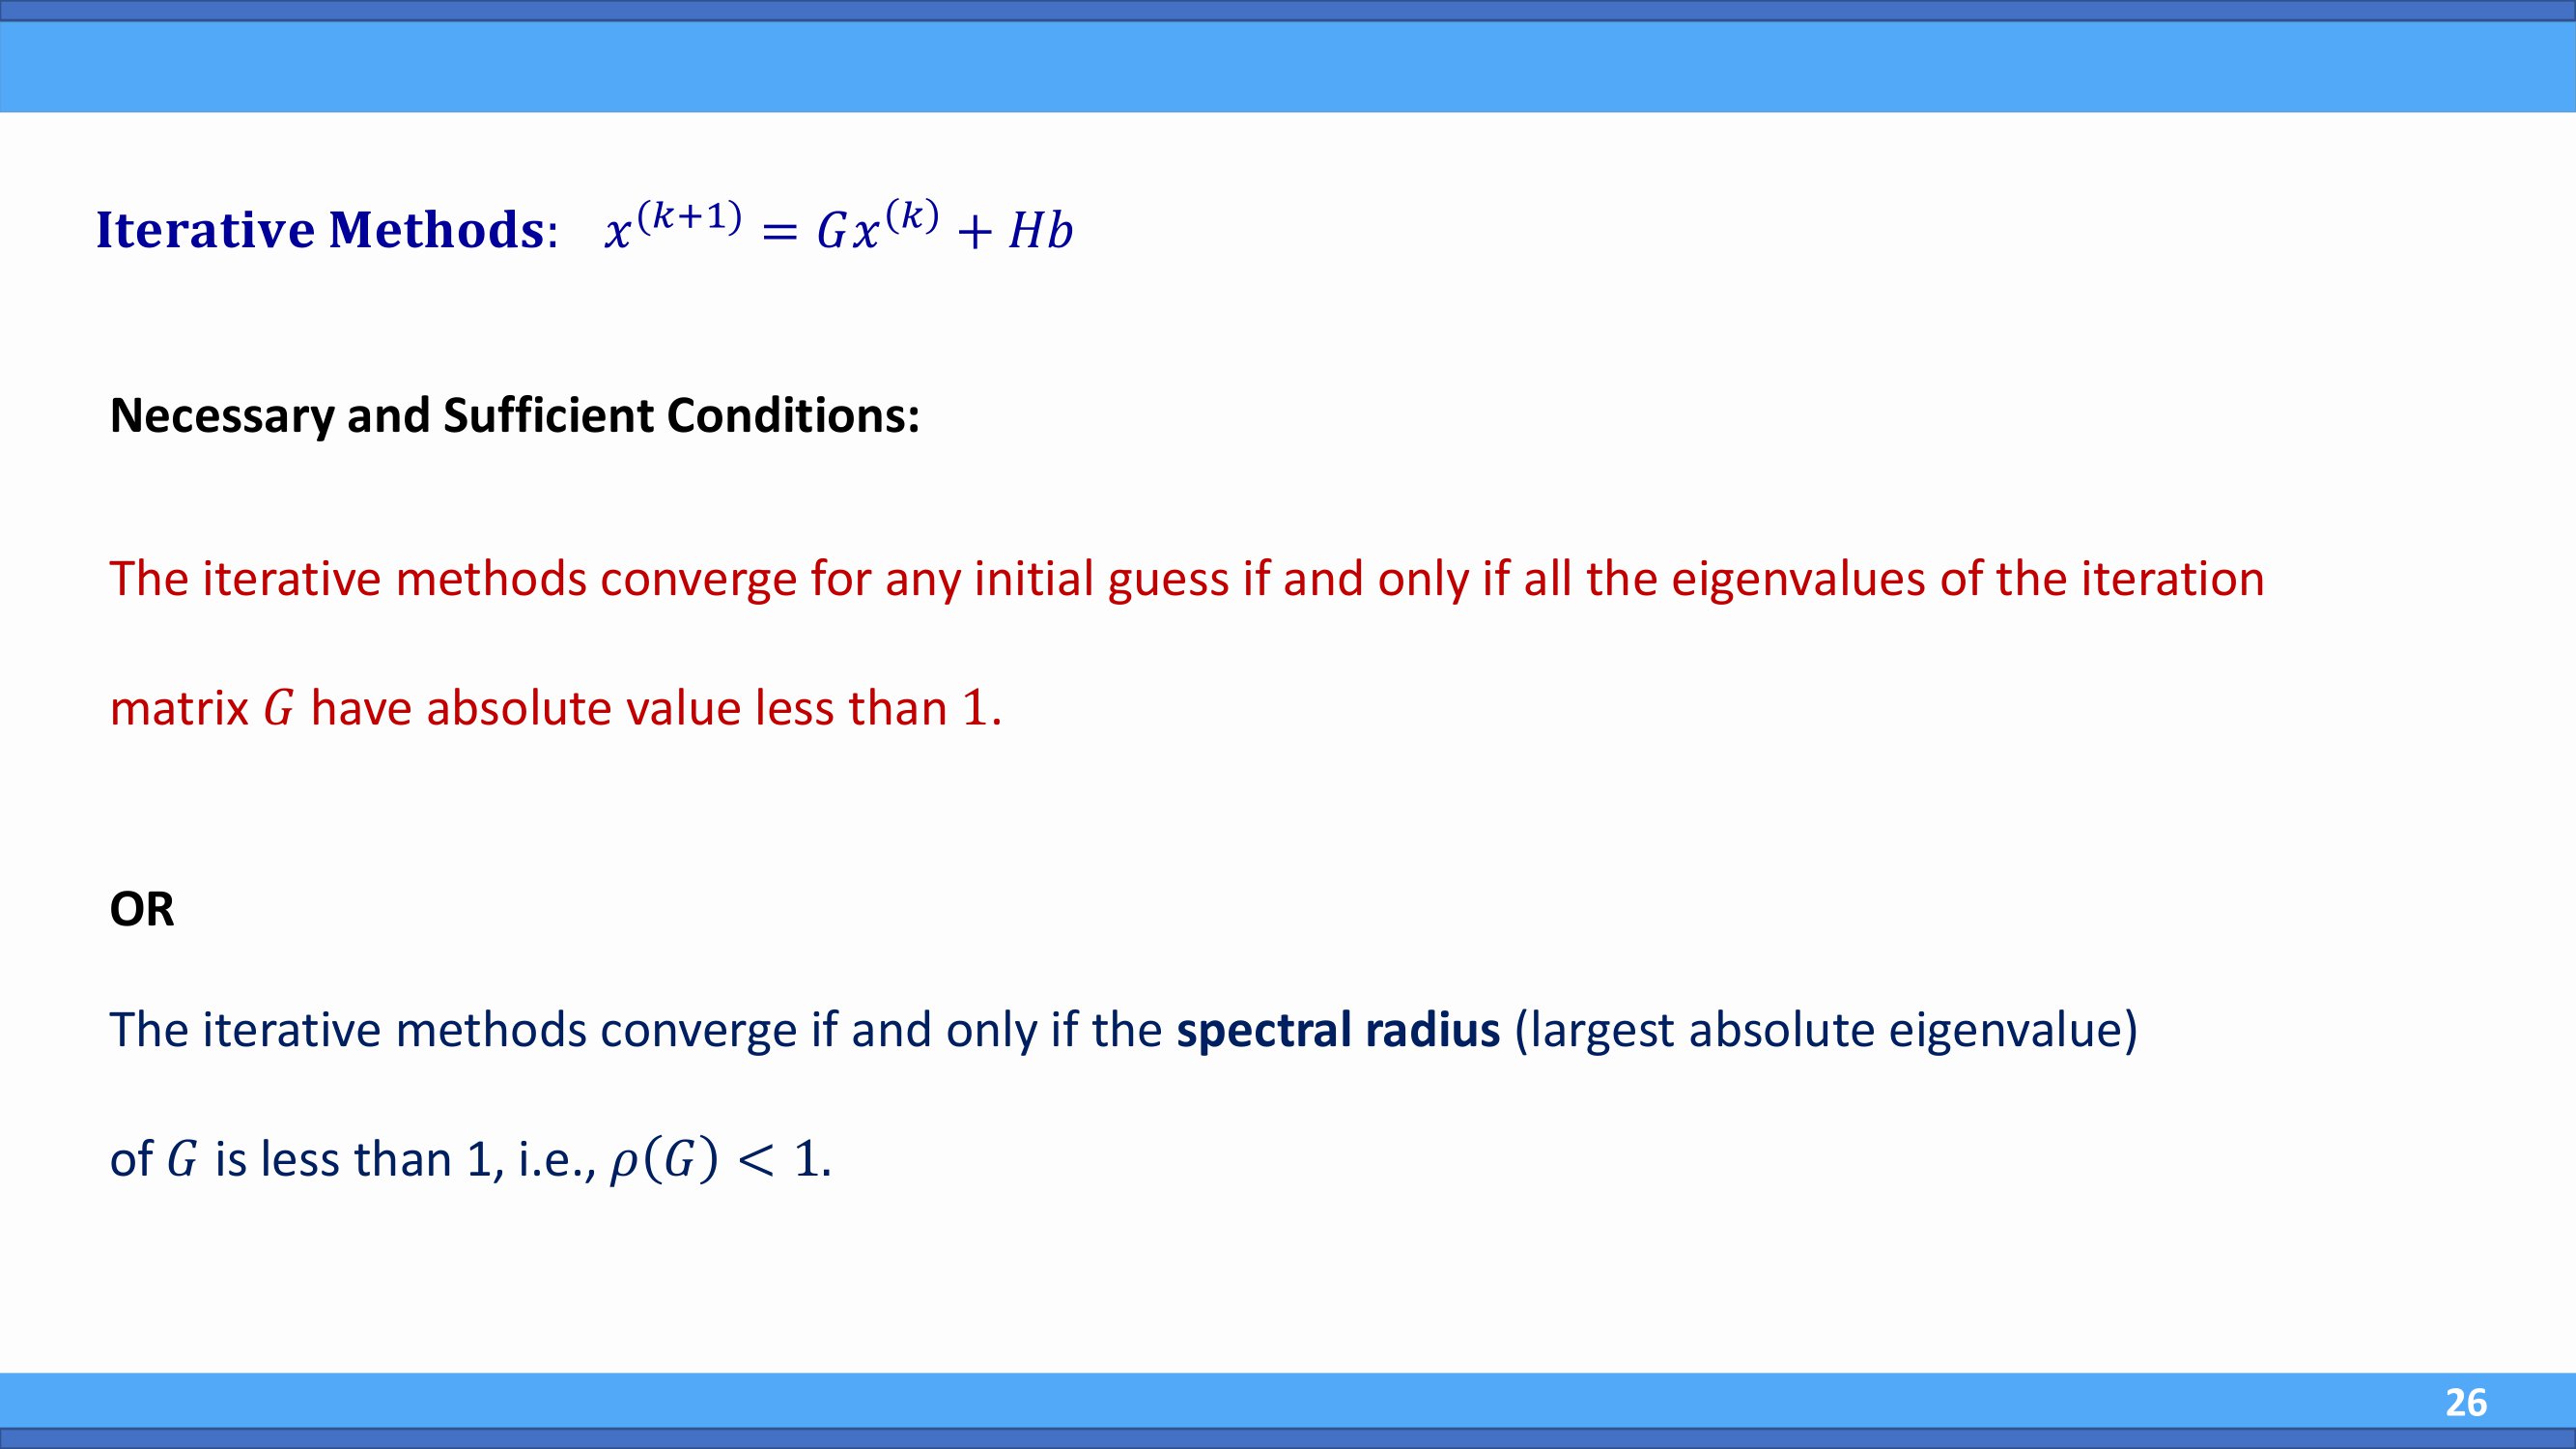 Iterative Methods: x^(k+1) = Gx^(k) + Hb
Necessary and Sufficient Conditions:
The iterative methods converge for any initial guess if and only if all the eigenvalues of the iteration
matrix G have absolute value less than 1.
OR
The iterative methods converge if and only if the spectral radius (largest absolute eigenvalue)
of G is less than 1, i.e., ρ(G) < 1.
26